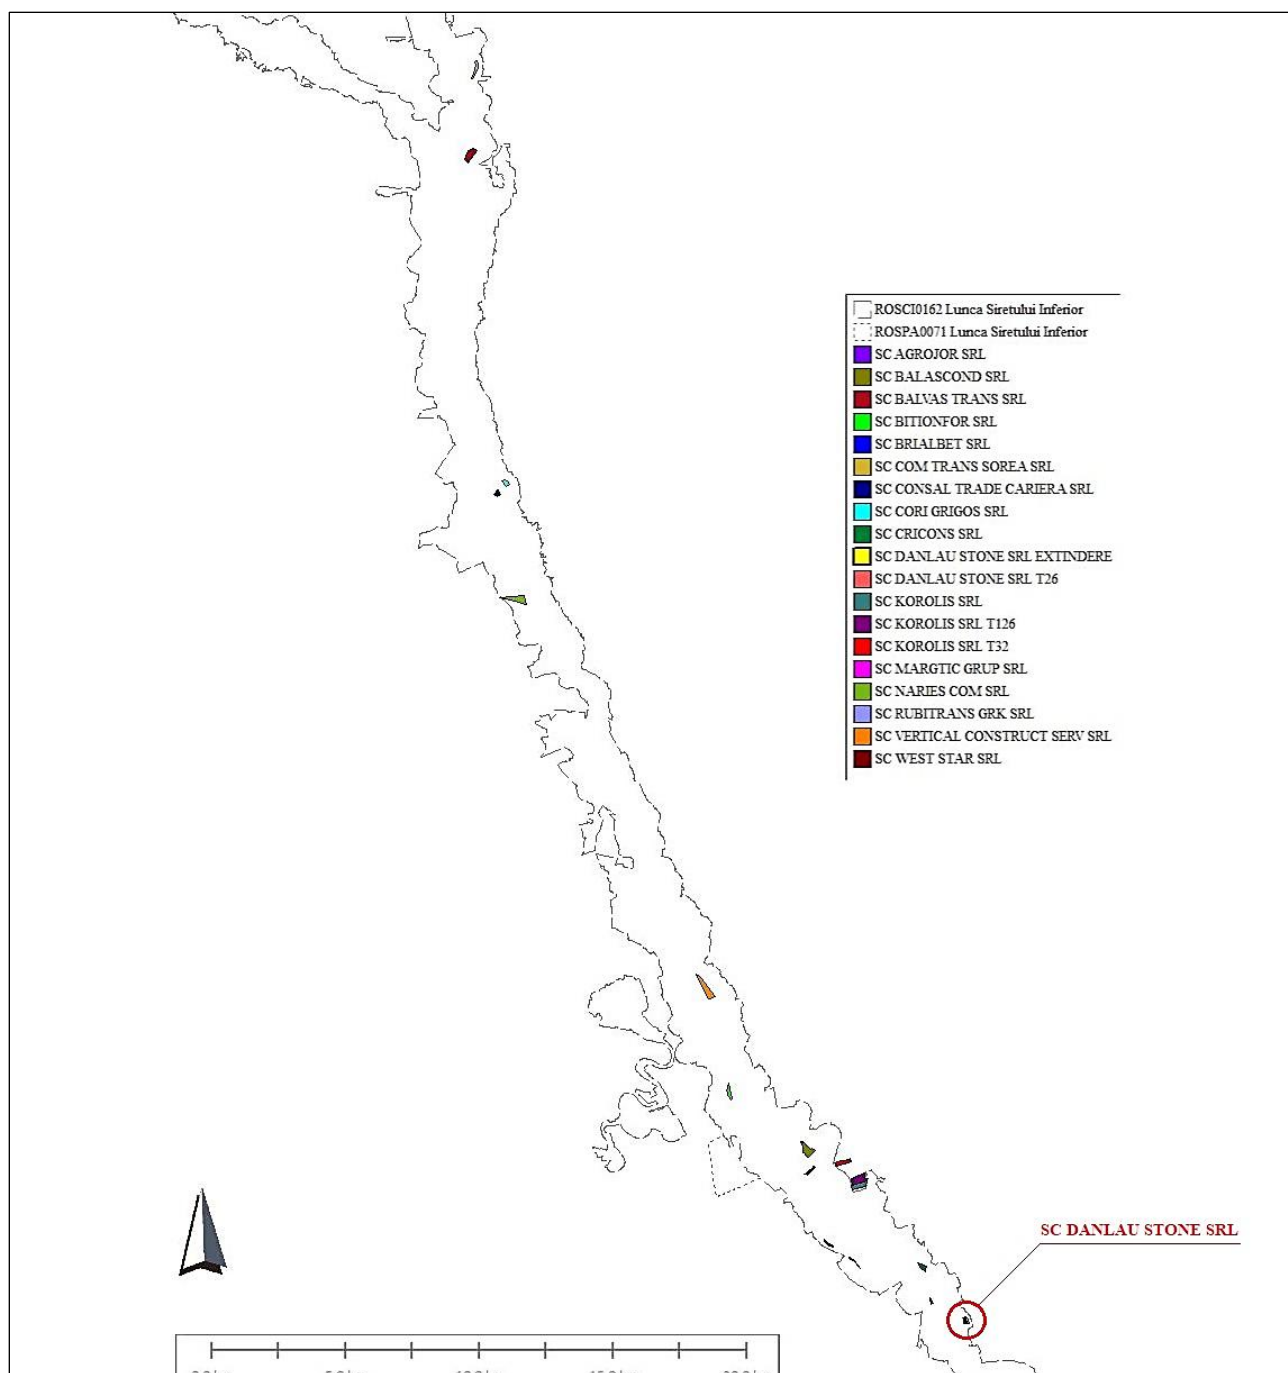 ROSCI0162 Lunca Siretului Inferior
ROSPA0071 Lunca Siretului Inferior
SC AGROJOR SRL
SC BALASCOND SRL
SC BALVAS TRANS SRL
SC BITIONFOR SRL
SC BRIALBET SRL
SC COM TRANS SOREA SRL
SC CONSAL TRADE CARIERA SRL
SC CORI GRIGOS SRL
SC CRICONS SRL
SC DANLAU STONE SRL EXTINDERE
SC DANLAU STONE SRL T26
SC KOROLIS SRL
SC KOROLIS SRL T126
SC KOROLIS SRL T32
SC MARGTIC GRUP SRL
SC NARIES COM SRL
SC RUBITRANS GRK SRL
SC VERTICAL CONSTRUCT SERV SRL
SC WEST STAR SRL
SC DANLAU STONE SRL